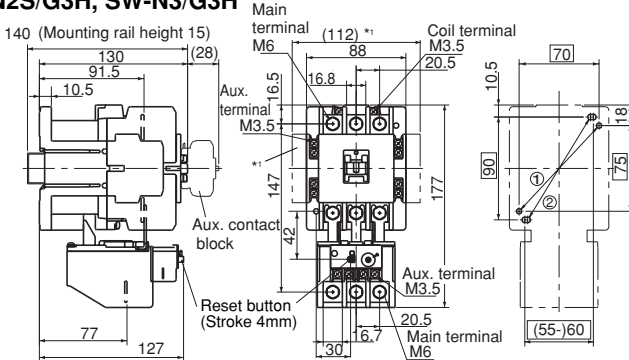 N2S/G3H, SW-N3/G3H
140 (Mounting rail height 15)
130
(28)
91.5
10.5
Aux. contact
block
Reset button
(Stroke 4mm)
77
127
Main
terminal
M6
(112) *1
88
Coil terminal
M3.5
20.5
16.8
16.5
Aux.
terminal
M3.5
*1
147
42
177
Aux. terminal
M3.5
20.5
6.7
30
Main terminal
M6
70
10.5
18
90
75
①
②
(55-)60